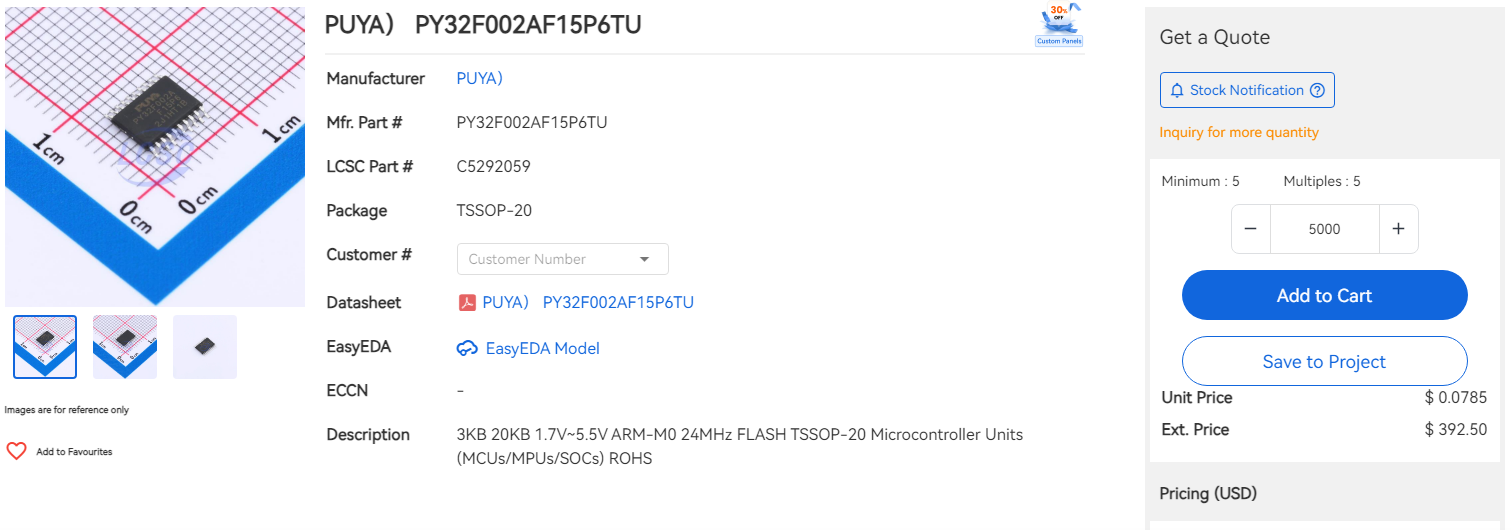 PUYA） PY32F002AF15P6TU
30%
OFF
Custom Panels
Manufacturer PUYA）
Mfr. Part # PY32F002AF15P6TU
LCSC Part # C5292059
Package TSSOP-20
Customer # Customer Number
Datasheet PUYA） PY32F002AF15P6TU
EasyEDA EasyEDA Model
ECCN -
Description 3KB 20KB 1.7V~5.5V ARM-M0 24MHz FLASH TSSOP-20 Microcontroller Units
(MCUs/MPUs/SOCs) ROHS
1cm
1cm
0cm
0cm
PUYA
PY32F002A
Images are for reference only
Add to Favourites
Get a Quote
Stock Notification ?
Inquiry for more quantity
Minimum : 5 Multiples : 5
− 5000 +
Add to Cart
Save to Project
Unit Price $ 0.0785
Ext. Price $ 392.50
Pricing (USD)